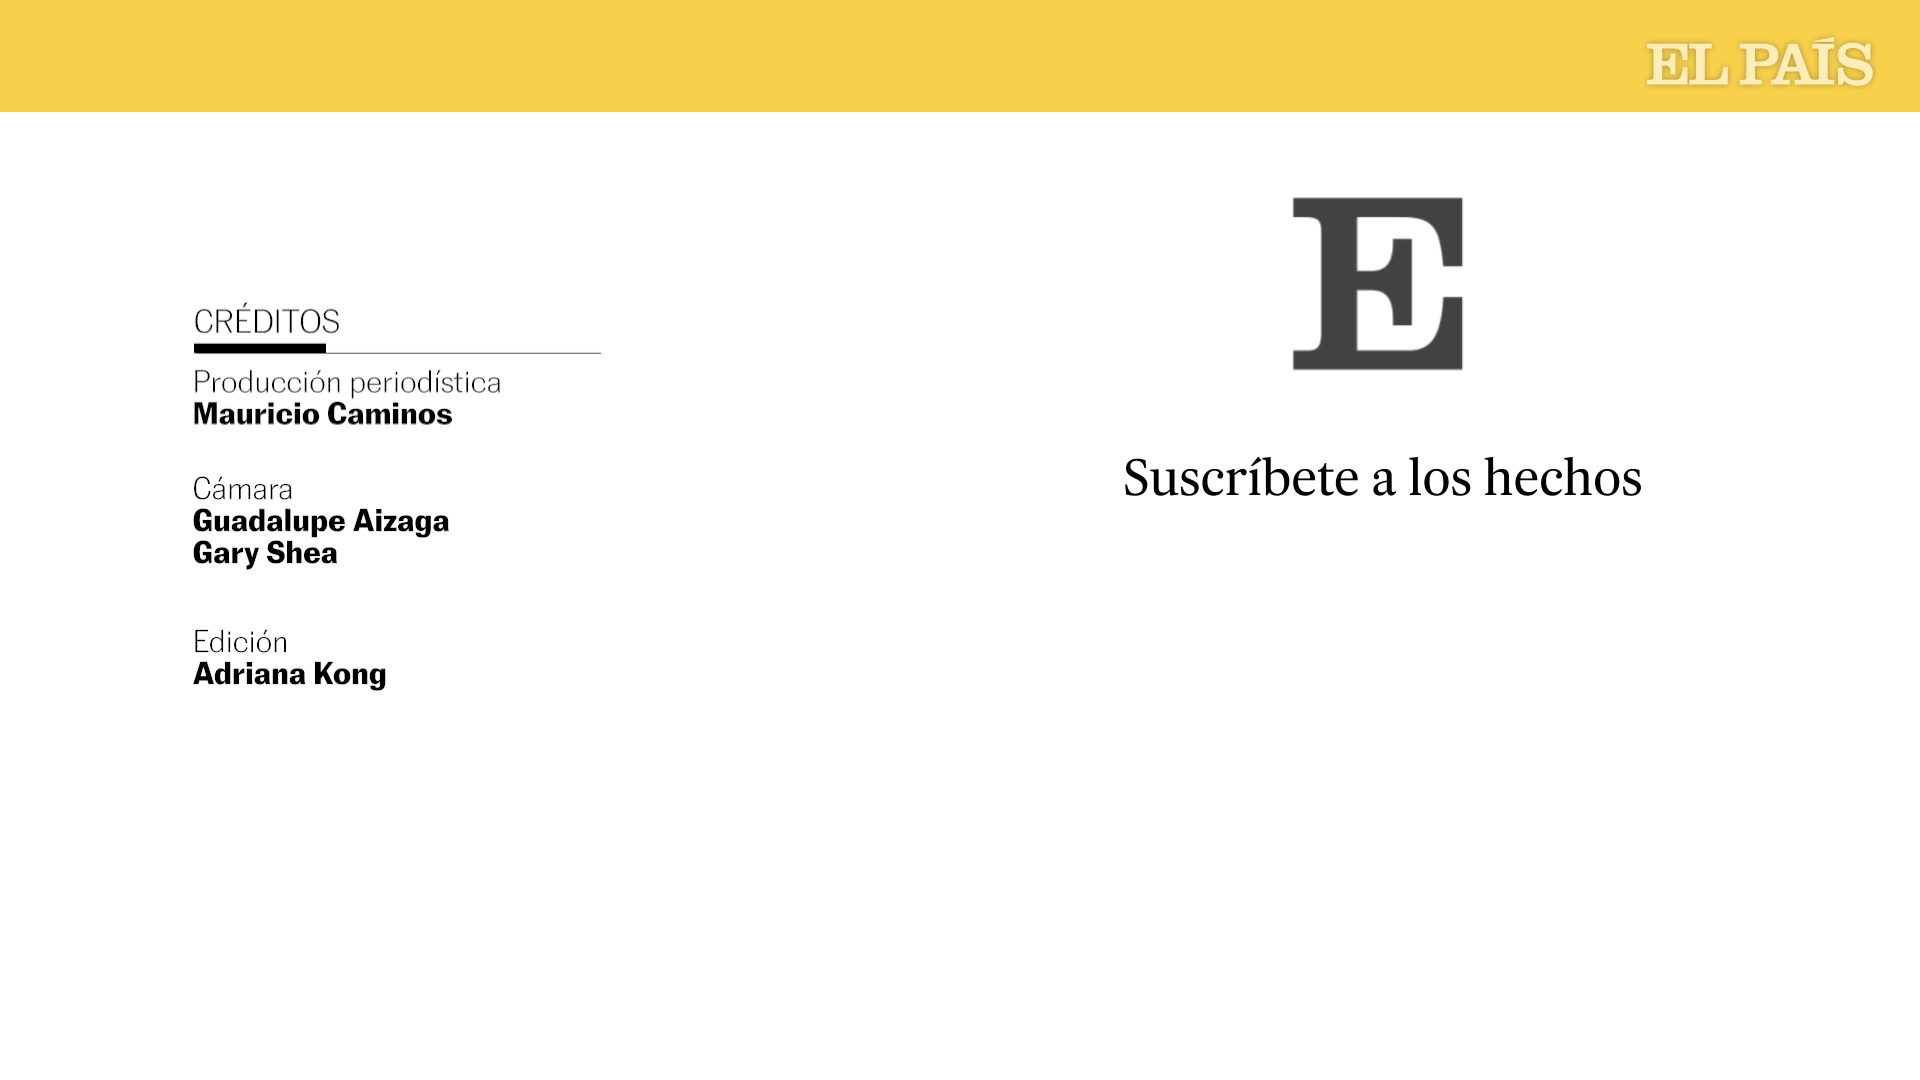 EL PAÍS
CRÉDITOS
Producción periodística
Mauricio Caminos
Cámara
Guadalupe Aizaga
Gary Shea
Edición
Adriana Kong
E
Suscríbete a los hechos